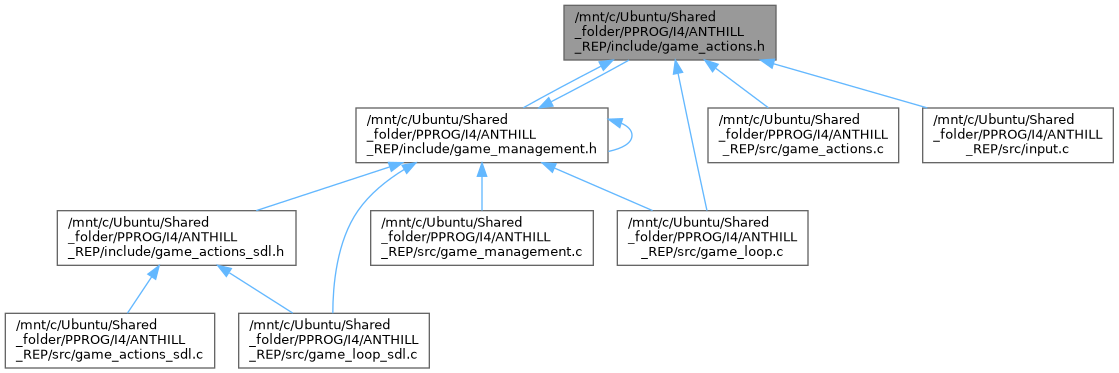 /mnt/c/Ubuntu/Shared
_folder/PPROG/I4/ANTHILL
_REP/include/game_actions.h
/mnt/c/Ubuntu/Shared
_folder/PPROG/I4/ANTHILL
_REP/include/game_management.h
/mnt/c/Ubuntu/Shared
_folder/PPROG/I4/ANTHILL
_REP/src/game_actions.c
/mnt/c/Ubuntu/Shared
_folder/PPROG/I4/ANTHILL
_REP/src/input.c
/mnt/c/Ubuntu/Shared
_folder/PPROG/I4/ANTHILL
_REP/include/game_actions_sdl.h
/mnt/c/Ubuntu/Shared
_folder/PPROG/I4/ANTHILL
_REP/src/game_management.c
/mnt/c/Ubuntu/Shared
_folder/PPROG/I4/ANTHILL
_REP/src/game_loop.c
/mnt/c/Ubuntu/Shared
_folder/PPROG/I4/ANTHILL
_REP/src/game_actions_sdl.c
/mnt/c/Ubuntu/Shared
_folder/PPROG/I4/ANTHILL
_REP/src/game_loop_sdl.c